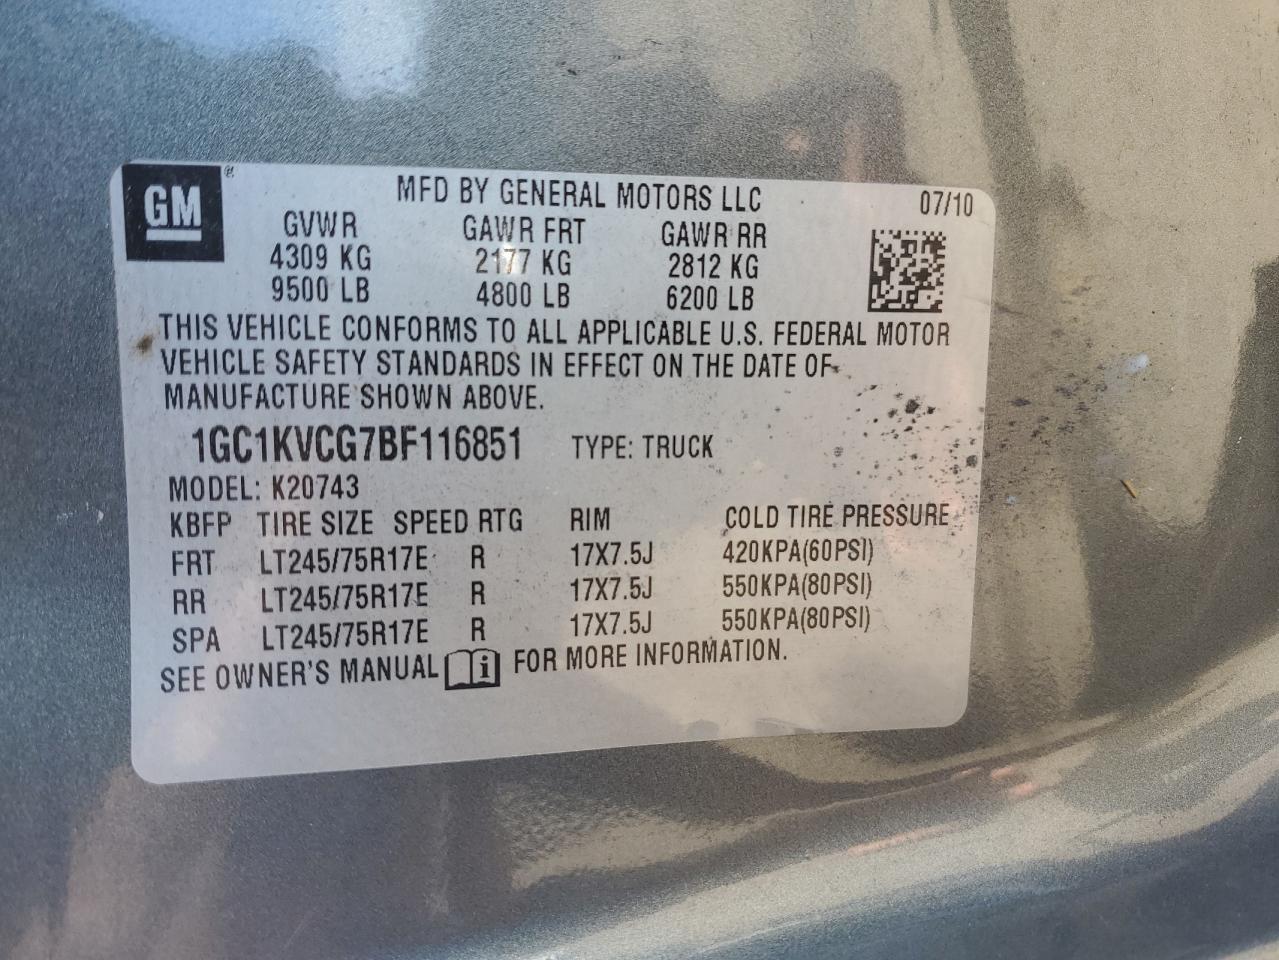 GM ®
MFD BY GENERAL MOTORS LLC 07/10
GVWR GAWR FRT GAWR RR
4309 KG 2177 KG 2812 KG
9500 LB 4800 LB 6200 LB
THIS VEHICLE CONFORMS TO ALL APPLICABLE U.S. FEDERAL MOTOR
VEHICLE SAFETY STANDARDS IN EFFECT ON THE DATE OF
MANUFACTURE SHOWN ABOVE.
1GC1KVCG7BF116851 TYPE: TRUCK
MODEL: K20743
KBFP TIRE SIZE SPEED RTG RIM COLD TIRE PRESSURE
FRT LT245/75R17E R 17X7.5J 420KPA(60PSI)
RR LT245/75R17E R 17X7.5J 550KPA(80PSI)
SPA LT245/75R17E R 17X7.5J 550KPA(80PSI)
SEE OWNER'S MANUAL i FOR MORE INFORMATION.